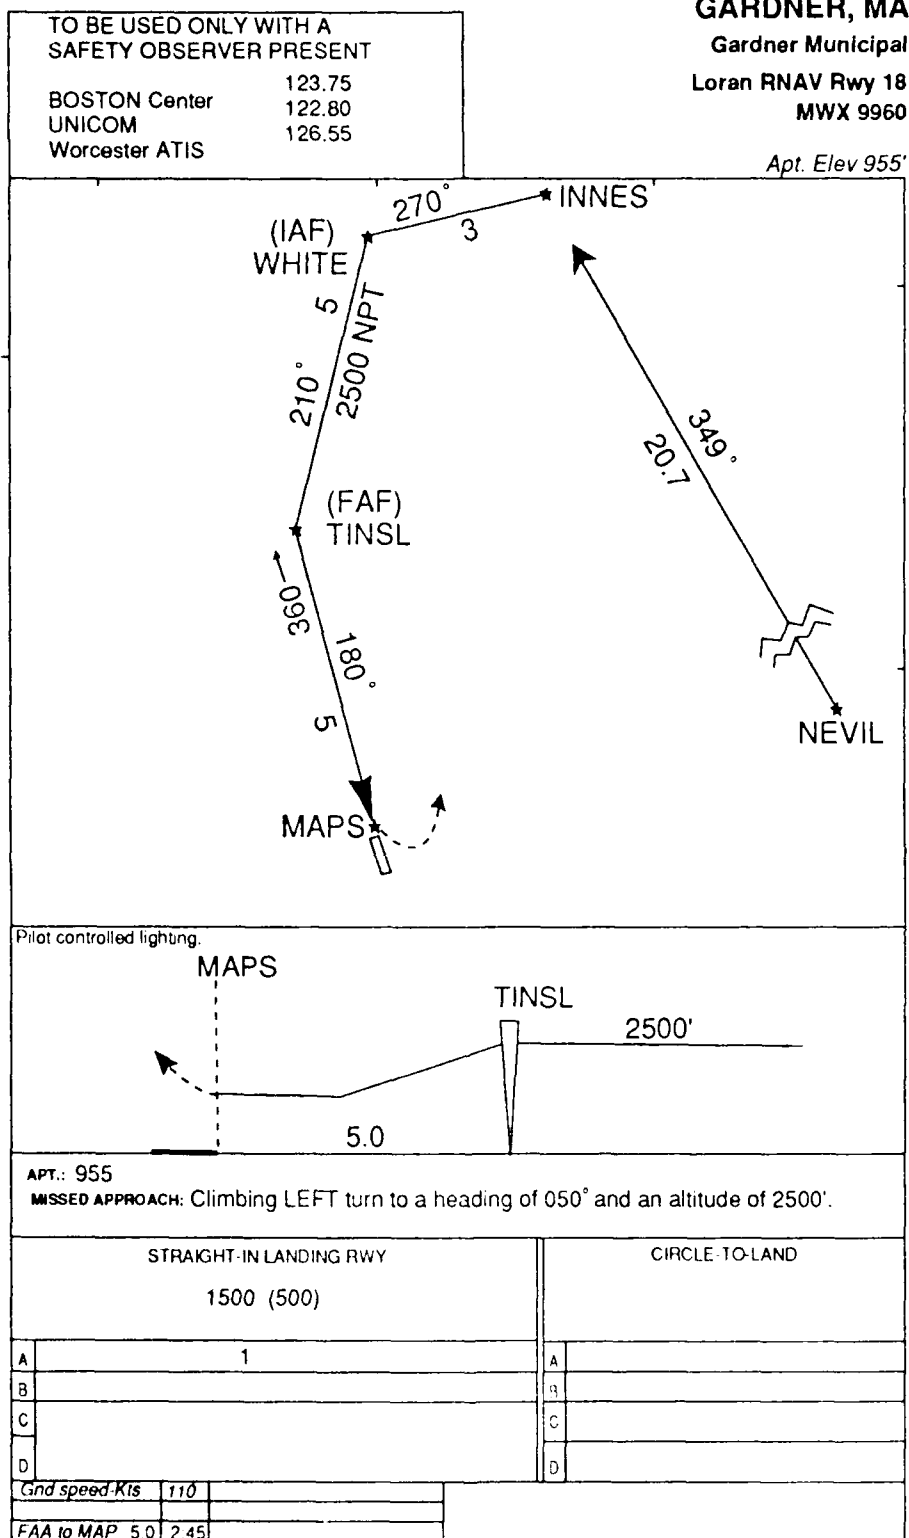 TO BE USED ONLY WITH A
SAFETY OBSERVER PRESENT
BOSTON Center 123.75
UNICOM 122.80
Worcester ATIS 126.55
GARDNER, MA
Gardner Municipal
Loran RNAV Rwy 18
MWX 9960
Apt. Elev 955'
INNES
270°
3
(IAF)
WHITE
5
2500 NPT
210°
349°
20.7
(FAF)
TINSL
360
180°
5
NEVIL
MAPS
Pilot controlled lighting.
MAPS
TINSL
2500'
5.0
APT.: 955
MISSED APPROACH: Climbing LEFT turn to a heading of 050° and an altitude of 2500'.
STRAIGHT-IN LANDING RWY
1500 (500)
CIRCLE-TO-LAND
A 1
B
C
D
A
B
C
D
Gnd speed-Kts 110
FAA to MAP 5.0 2.45